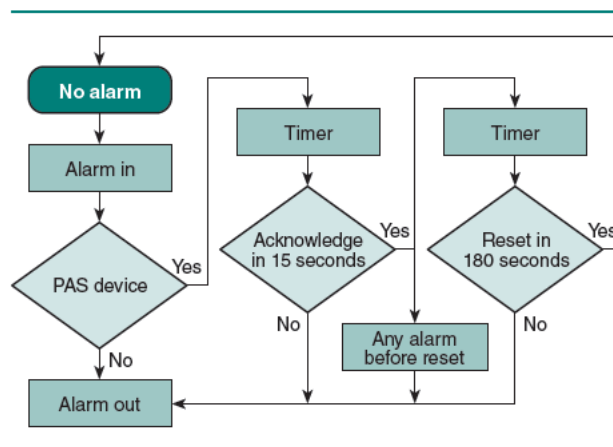 No alarm
Alarm in
PAS device
Yes
No
Alarm out
Timer
Acknowledge
in 15 seconds
Yes
No
Any alarm
before reset
Timer
Reset in
180 seconds
Yes
No